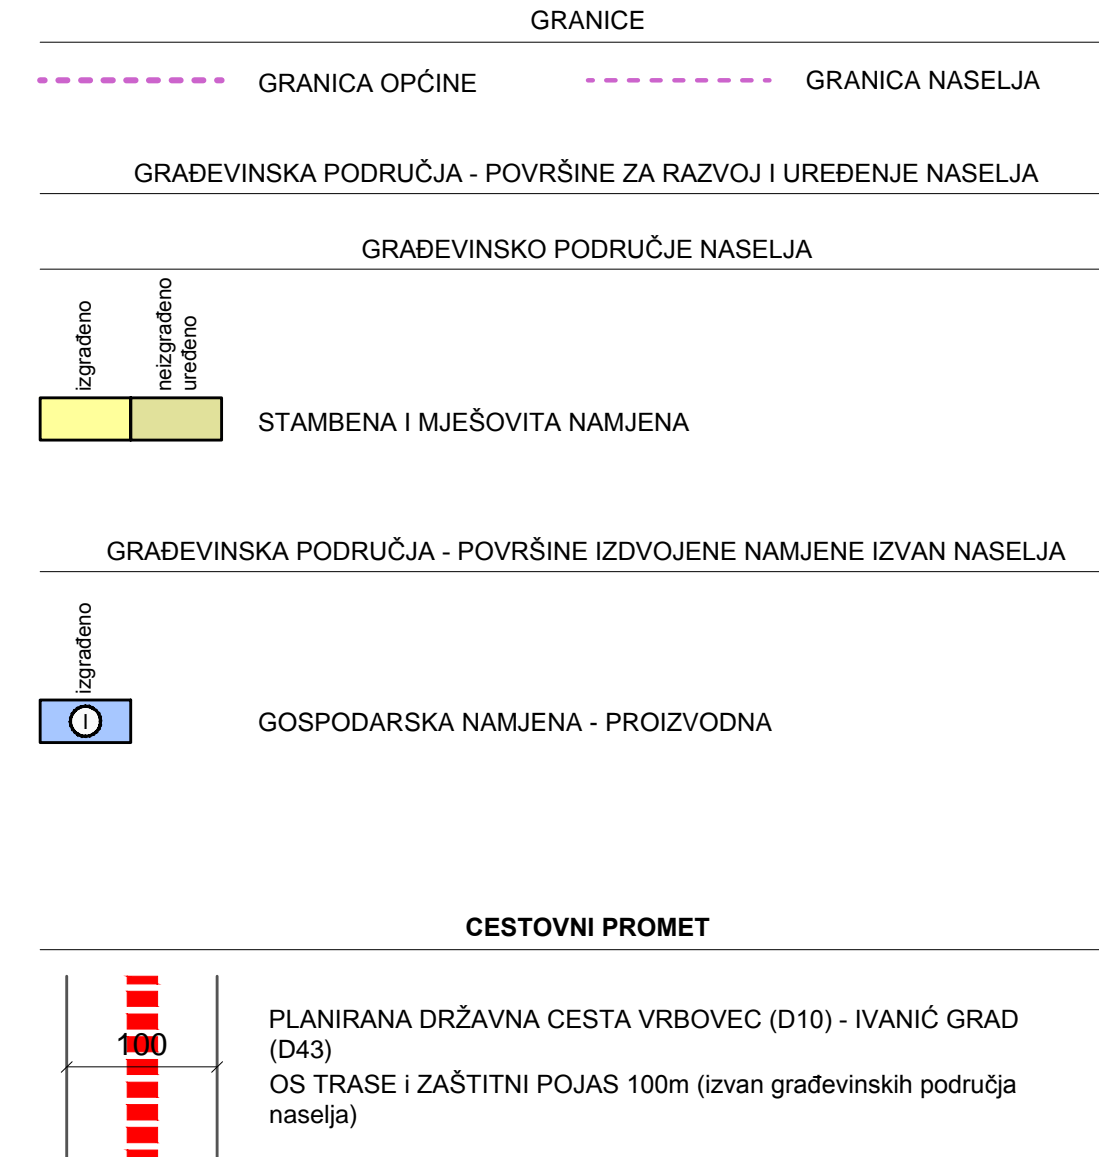 GRANICE
GRANICA OPĆINE
GRANICA NASELJA
GRAĐEVINSKA PODRUČJA - POVRŠINE ZA RAZVOJ I UREĐENJE NASELJA
GRAĐEVINSKO PODRUČJE NASELJA
izgrađeno
neizgrađeno
uređeno
STAMBENA I MJEŠOVITA NAMJENA
GRAĐEVINSKA PODRUČJA - POVRŠINE IZDVOJENE NAMJENE IZVAN NASELJA
izgrađeno
I
GOSPODARSKA NAMJENA - PROIZVODNA
CESTOVNI PROMET
100
PLANIRANA DRŽAVNA CESTA VRBOVEC (D10) - IVANIĆ GRAD
(D43)
OS TRASE i ZAŠTITNI POJAS 100m (izvan građevinskih područja
naselja)